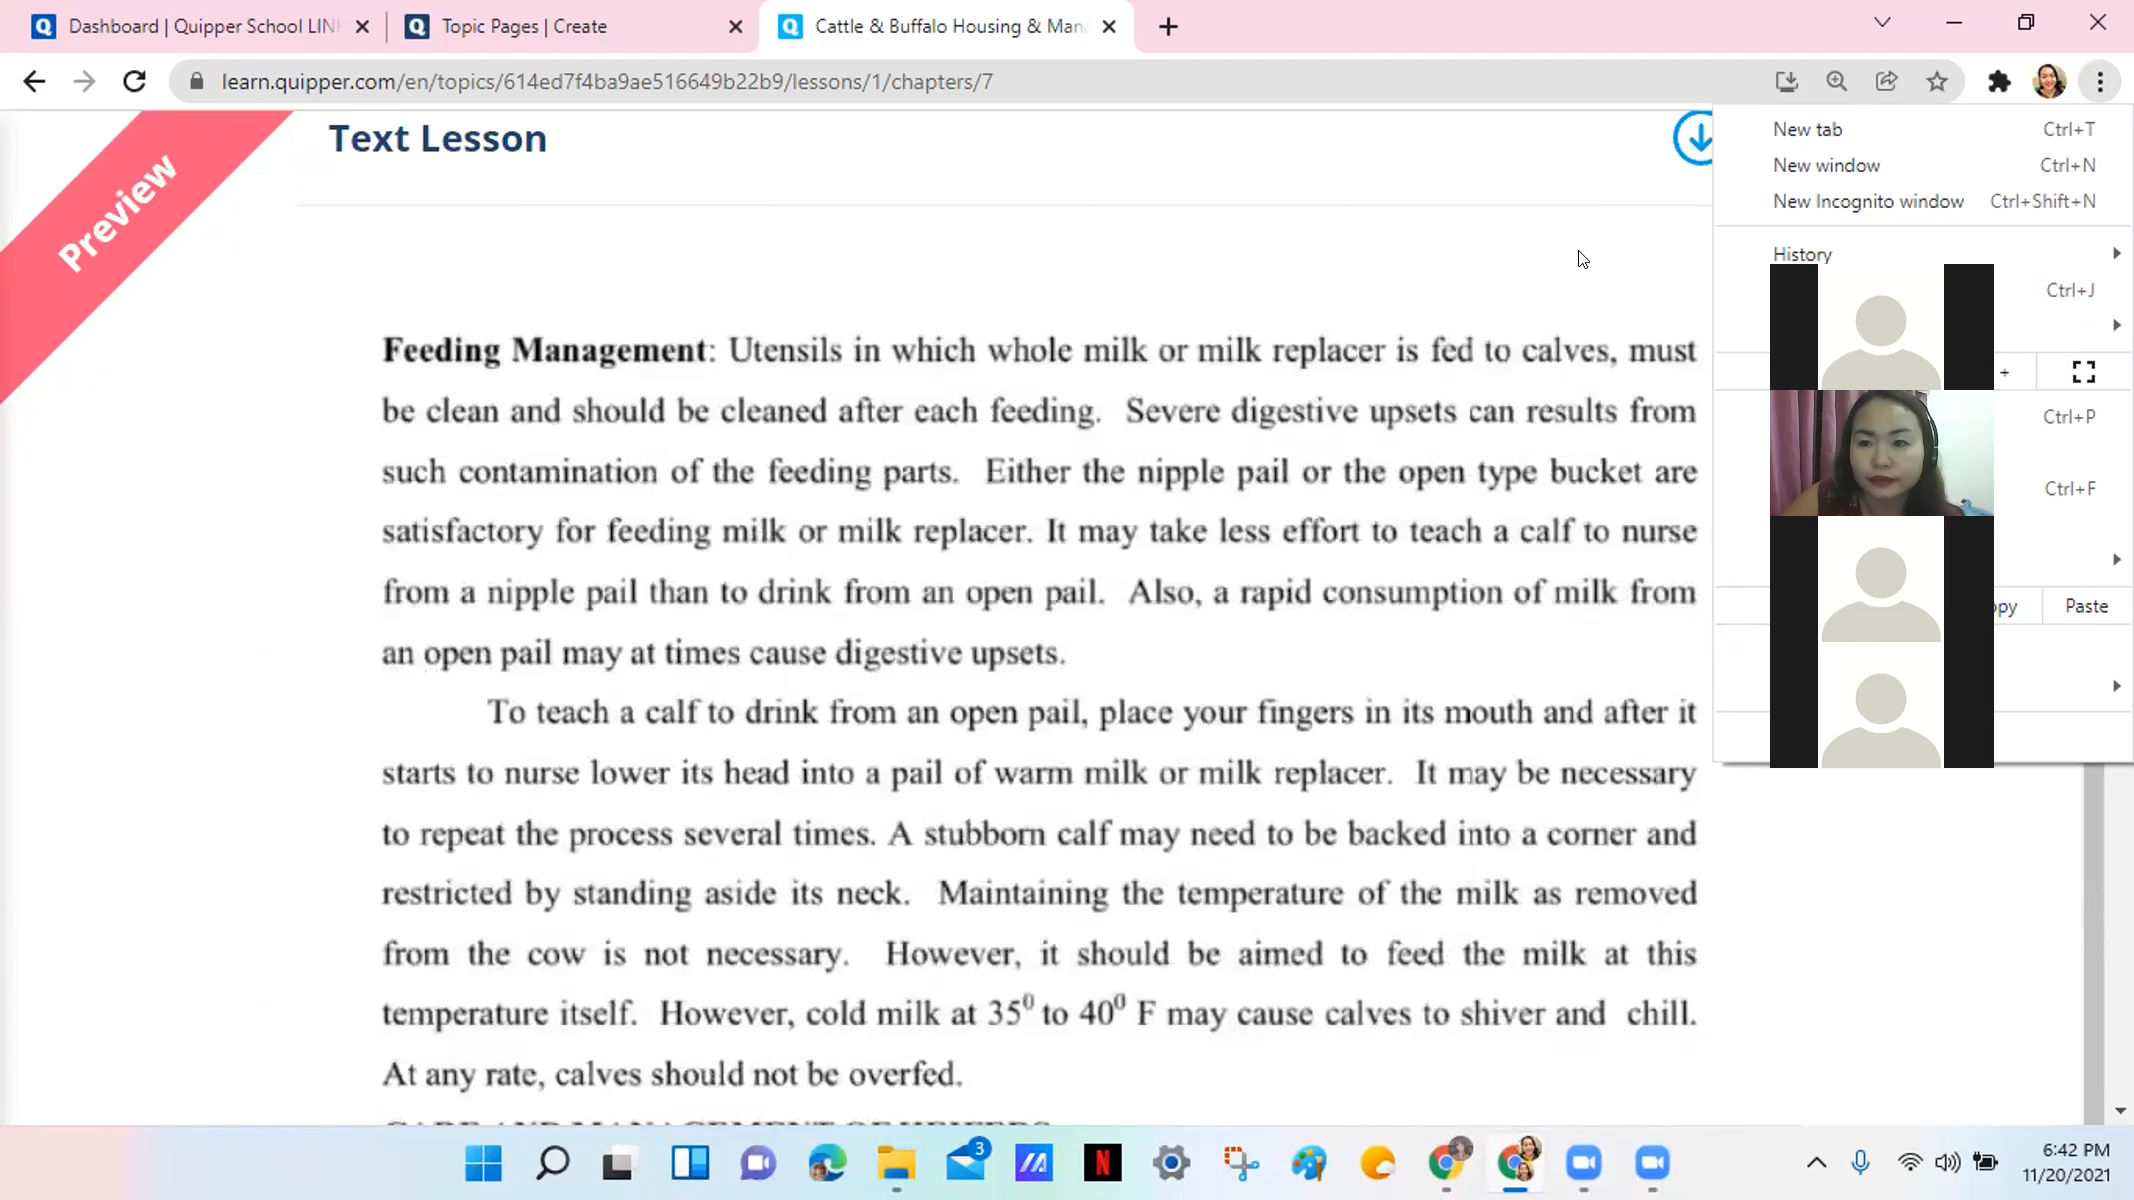 Dashboard | Quipper School LIN
Topic Pages | Create
Cattle & Buffalo Housing & Man
learn.quipper.com/en/topics/614ed7f4ba9ae516649b22b9/lessons/1/chapters/7
Preview
Text Lesson
New tab Ctrl+T
New window Ctrl+N
New Incognito window Ctrl+Shift+N
History
Ctrl+J
+
Ctrl+P
Ctrl+F
opy Paste
Feeding Management: Utensils in which whole milk or milk replacer is fed to calves, must
be clean and should be cleaned after each feeding. Severe digestive upsets can results from
such contamination of the feeding parts. Either the nipple pail or the open type bucket are
satisfactory for feeding milk or milk replacer. It may take less effort to teach a calf to nurse
from a nipple pail than to drink from an open pail. Also, a rapid consumption of milk from
an open pail may at times cause digestive upsets.
To teach a calf to drink from an open pail, place your fingers in its mouth and after it
starts to nurse lower its head into a pail of warm milk or milk replacer. It may be necessary
to repeat the process several times. A stubborn calf may need to be backed into a corner and
restricted by standing aside its neck. Maintaining the temperature of the milk as removed
from the cow is not necessary. However, it should be aimed to feed the milk at this
temperature itself. However, cold milk at 35⁰ to 40⁰ F may cause calves to shiver and chill.
At any rate, calves should not be overfed.
3
N
6:42 PM
11/20/2021